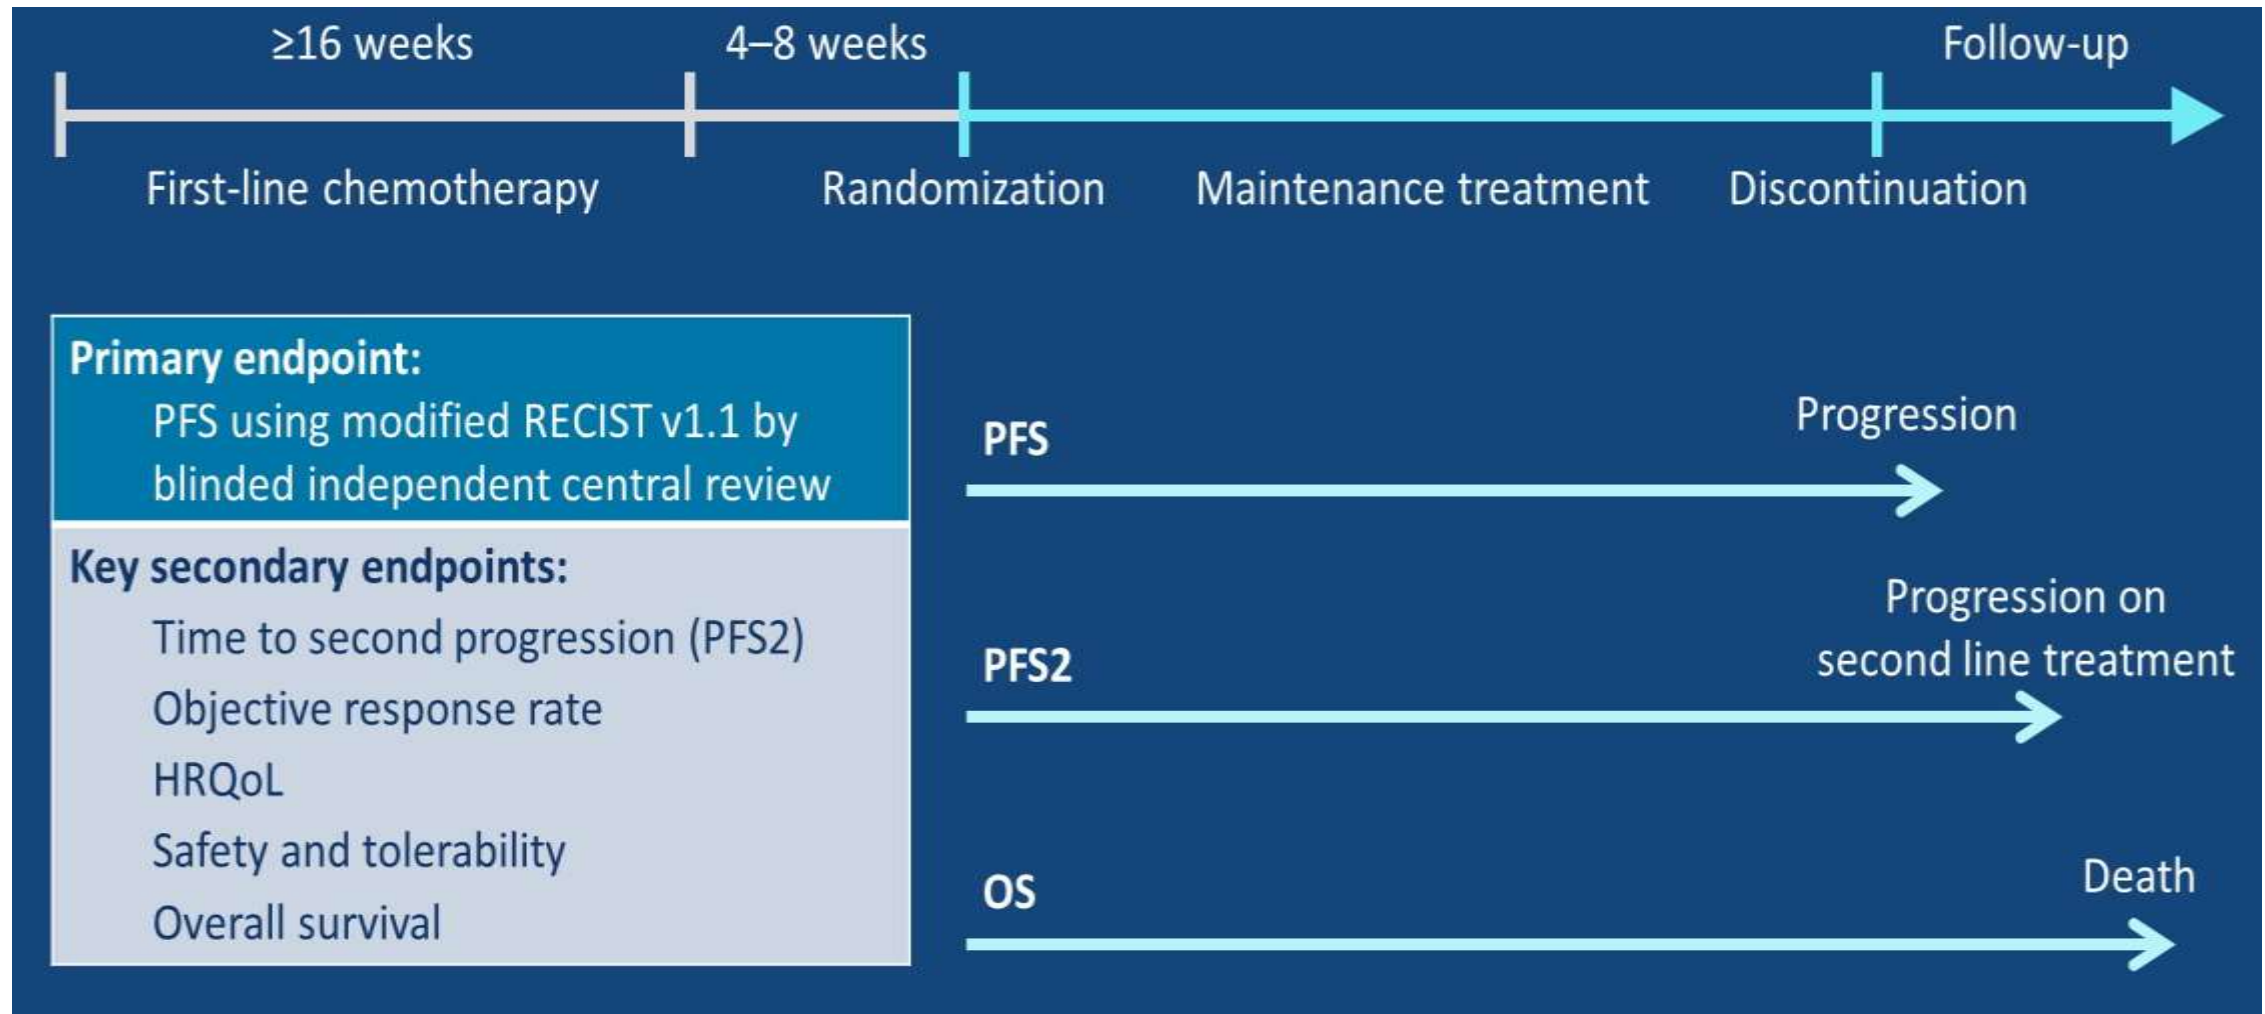 ≥16 weeks
4–8 weeks
Follow-up
First-line chemotherapy
Randomization
Maintenance treatment
Discontinuation
Primary endpoint:
PFS using modified RECIST v1.1 by
blinded independent central review
Key secondary endpoints:
Time to second progression (PFS2)
Objective response rate
HRQoL
Safety and tolerability
Overall survival
PFS
Progression
PFS2
Progression on
second line treatment
OS
Death